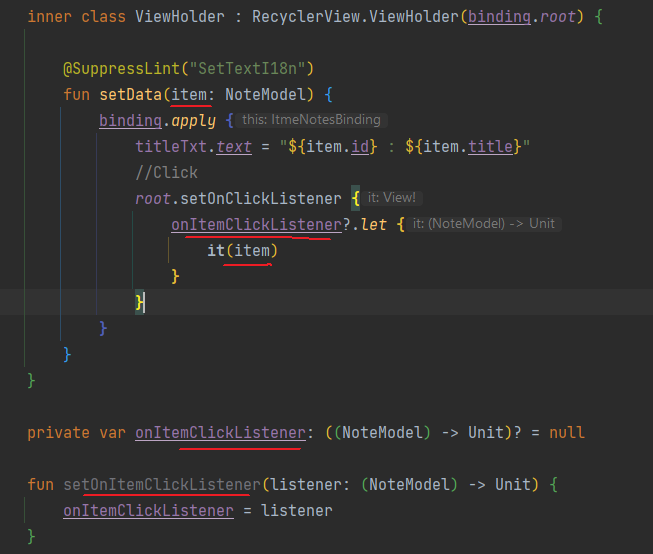 inner class ViewHolder : RecyclerView.ViewHolder(binding.root) {
@SuppressLint("SetTextI18n")
fun setData(item: NoteModel) {
binding.apply { this: ItmeNotesBinding
titleTxt.text = "${item.id} : ${item.title}"
//Click
root.setOnClickListener { it: View!
onItemClickListener?.let { it: (NoteModel) -> Unit
it(item)
}
}
}
}
}
private var onItemClickListener: ((NoteModel) -> Unit)? = null
fun setOnItemClickListener(listener: (NoteModel) -> Unit) {
onItemClickListener = listener
}